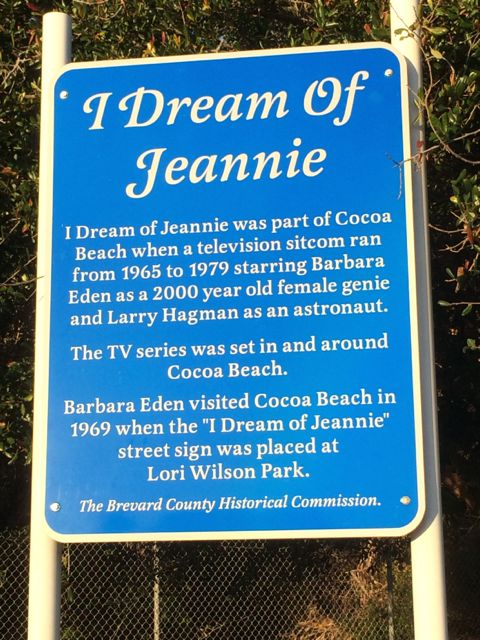 I Dream Of
Jeannie
I Dream of Jeannie was part of Cocoa
Beach when a television sitcom ran
from 1965 to 1979 starring Barbara
Eden as a 2000 year old female genie
and Larry Hagman as an astronaut.
The TV series was set in and around
Cocoa Beach.
Barbara Eden visited Cocoa Beach in
1969 when the "I Dream of Jeannie"
street sign was placed at
Lori Wilson Park.
The Brevard County Historical Commission.